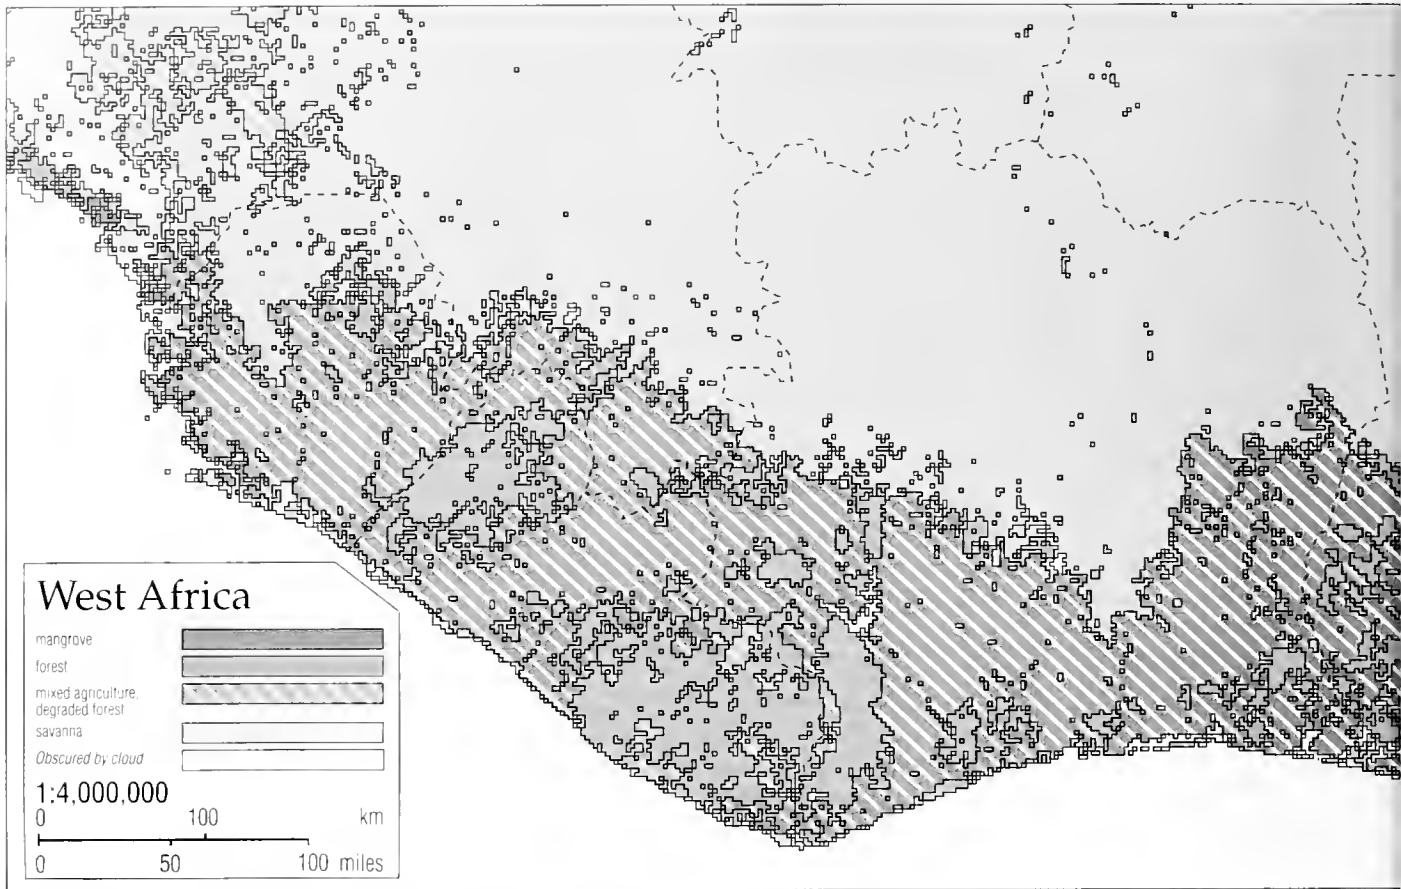 West Africa
mangrove
forest
mixed agriculture,
degraded forest
savanna
Obscured by cloud
1:4,000,000
0 100 km
0 50 100 miles